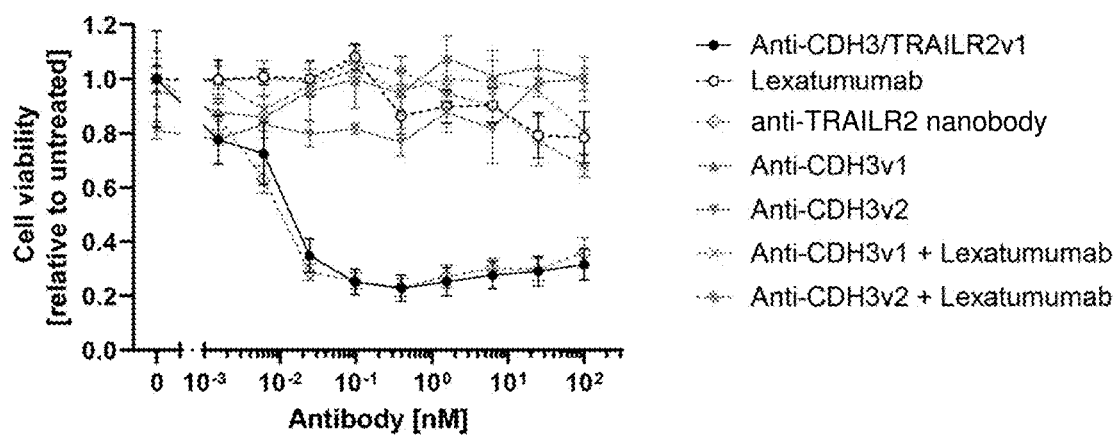 Cell viability
[relative to untreated]
1.2
1.0
0.8
0.6
0.4
0.2
0.0
0 10⁻³ 10⁻² 10⁻¹ 10⁰ 10¹ 10²
Antibody [nM]
Anti-CDH3/TRAILR2v1
Lexatumumab
anti-TRAILR2 nanobody
Anti-CDH3v1
Anti-CDH3v2
Anti-CDH3v1 + Lexatumumab
Anti-CDH3v2 + Lexatumumab